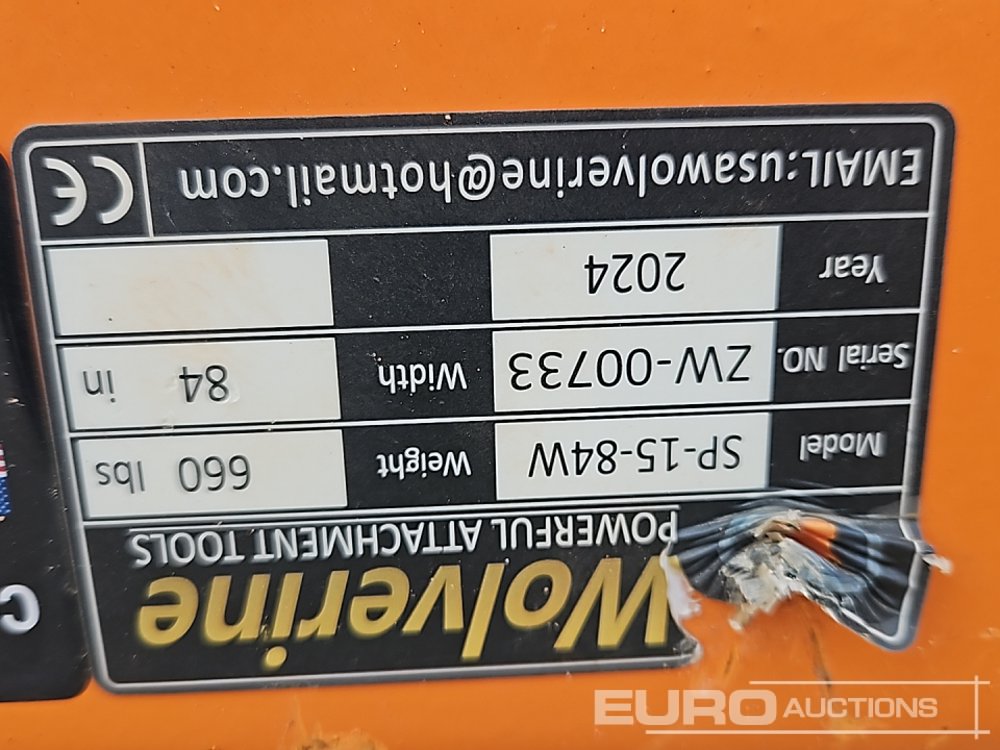 Wolverine
POWERFUL ATTACHMENT TOOLS
Model SP-15-84W Weight 660 lbs
Serial NO. ZW-00733 Width 84 in
Year 2024
EMAIL:usawolverine@hotmail.com CE
C
EURO AUCTIONS